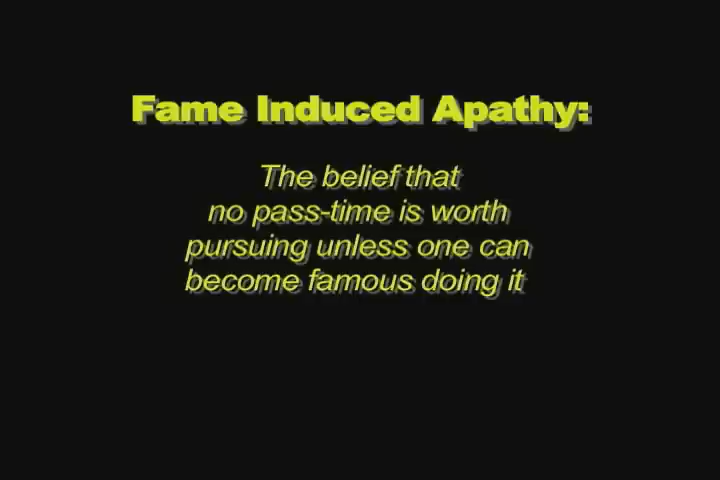 Fame Induced Apathy:
The belief that
no pass-time is worth
pursuing unless one can
become famous doing it